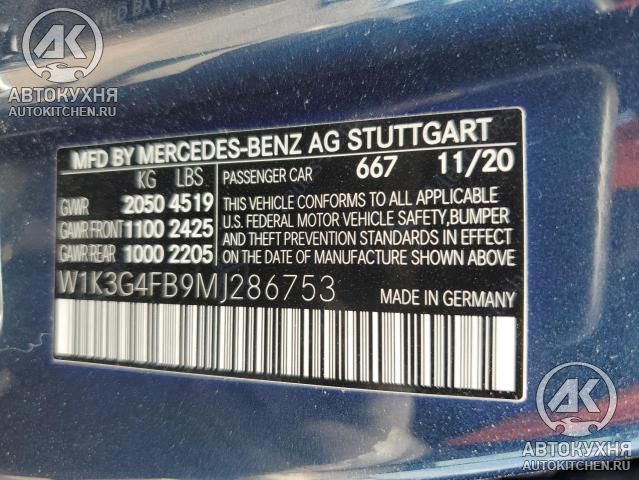 AK
АВТОКУХНЯ
AUTOKITCHEN.RU
MFD BY MERCEDES-BENZ AG STUTTGART
KG LBS PASSENGER CAR 667 11/20
GVWR 2050 4519
GAWR FRONT 1100 2425
GAWR REAR 1000 2205
THIS VEHICLE CONFORMS TO ALL APPLICABLE
U.S. FEDERAL MOTOR VEHICLE SAFETY, BUMPER
AND THEFT PREVENTION STANDARDS IN EFFECT
ON THE DATE OF MANUFACTURE SHOWN ABOVE
W1K3G4FB9MJ286753
MADE IN GERMANY
AK
АВТОКУХНЯ
AUTOKITCHEN.RU